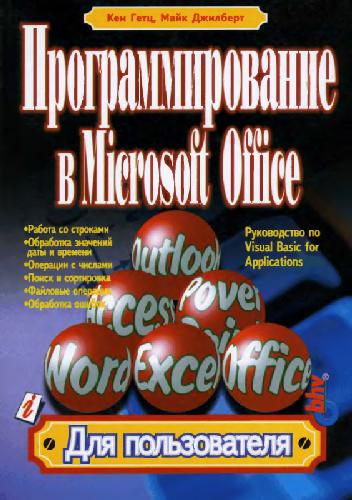 Кен Гетц, Майк Джилберт
Программирование
в Microsoft Office
•Работа со строками
•Обработка значений
даты и времени
•Операции с числами
•Поиск и сортировка
•Файловые операции
•Обработка ошибок
Руководство по
Visual Basic for
Applications
Outlook
Access
Power
Point
Word
Excel
Office
bhv®
i
Для пользователя